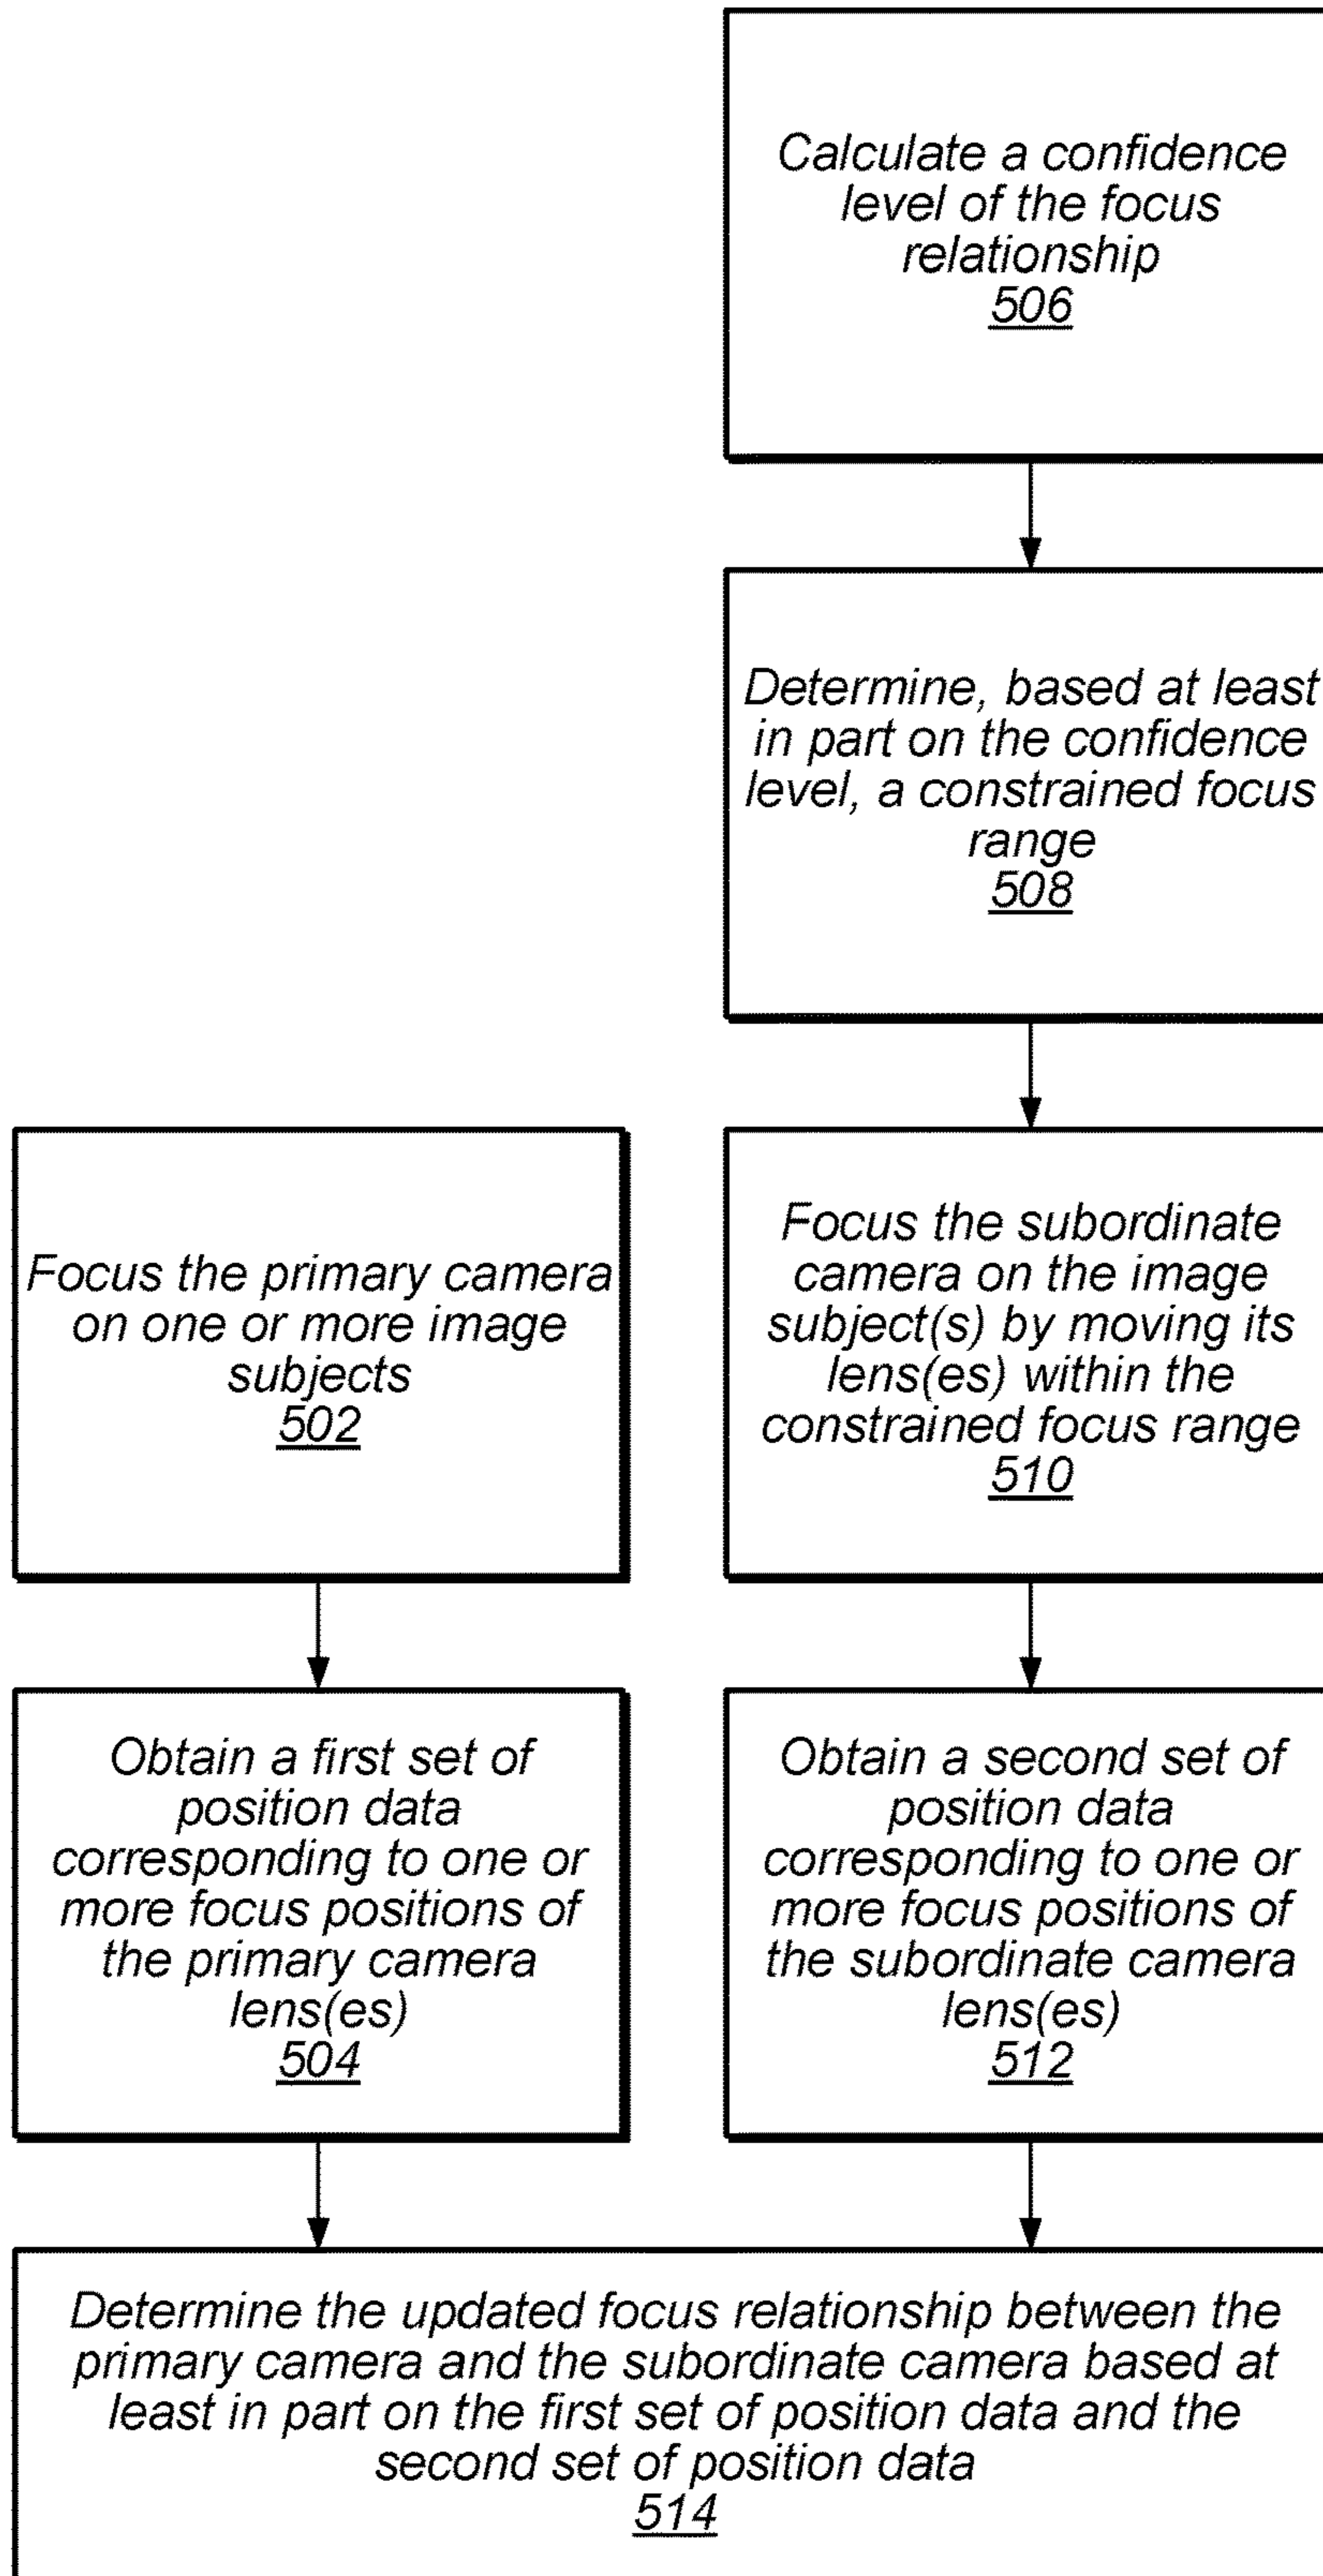 Calculate a confidence
level of the focus
relationship
506
Determine, based at least
in part on the confidence
level, a constrained focus
range
508
Focus the primary camera
on one or more image
subjects
502
Focus the subordinate
camera on the image
subject(s) by moving its
lens(es) within the
constrained focus range
510
Obtain a first set of
position data
corresponding to one or
more focus positions of
the primary camera
lens(es)
504
Obtain a second set of
position data
corresponding to one or
more focus positions of
the subordinate camera
lens(es)
512
Determine the updated focus relationship between the
primary camera and the subordinate camera based at
least in part on the first set of position data and the
second set of position data
514